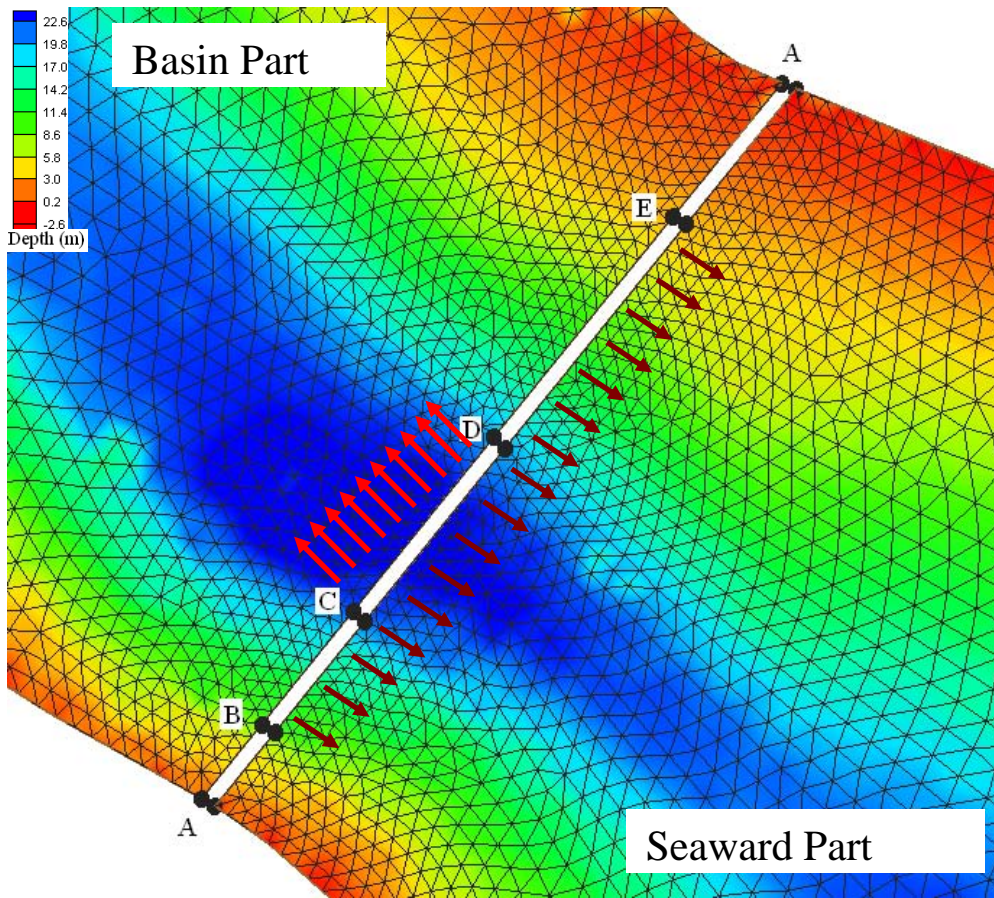 22.6
19.8
17.0
14.2
11.4
8.6
5.8
3.0
0.2
-2.6
Depth (m)
Basin Part
A
E
D
C
B
A
Seaward Part